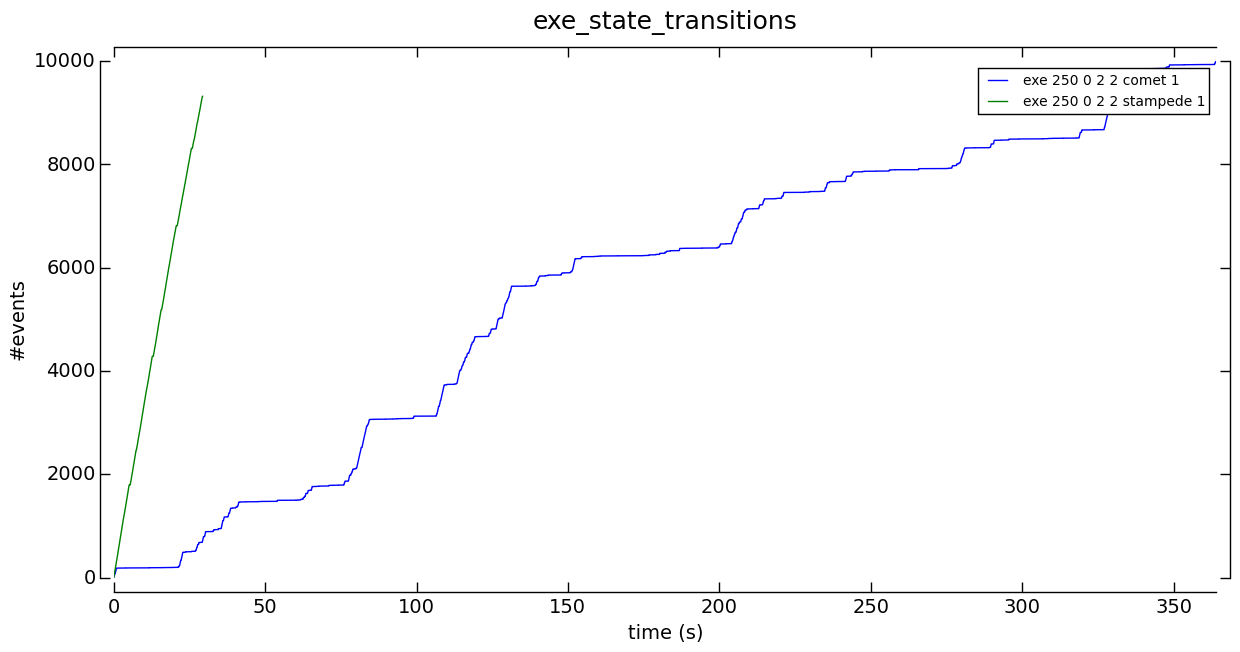 exe_state_transitions
10000
8000
6000
4000
2000
0
#events
exe 250 0 2 2 comet 1
exe 250 0 2 2 stampede 1
0 50 100 150 200 250 300 350
time (s)